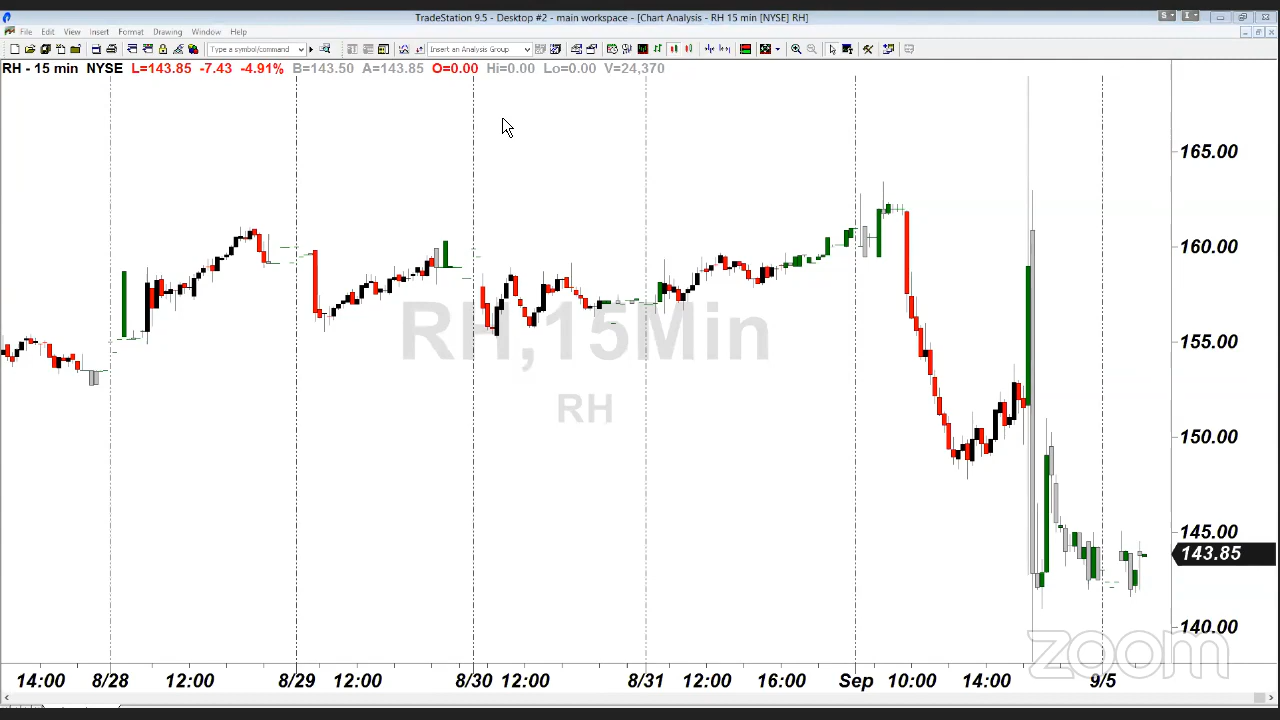 TradeStation 9.5 - Desktop #2 - main workspace - [Chart Analysis - RH 15 min [NYSE] RH]
S
I
File Edit View Insert Format Drawing Window Help
Type a symbol/command
Insert an Analysis Group
RH - 15 min NYSE L=143.85 -7.43 -4.91% B=143.50 A=143.85 O=0.00 Hi=0.00 Lo=0.00 V=24,370
165.00
160.00
155.00
RH,15Min
RH
150.00
145.00
143.85
140.00
zoom
14:00 8/28 12:00 8/29 12:00 8/30 12:00 8/31 12:00 16:00 Sep 10:00 14:00 9/5